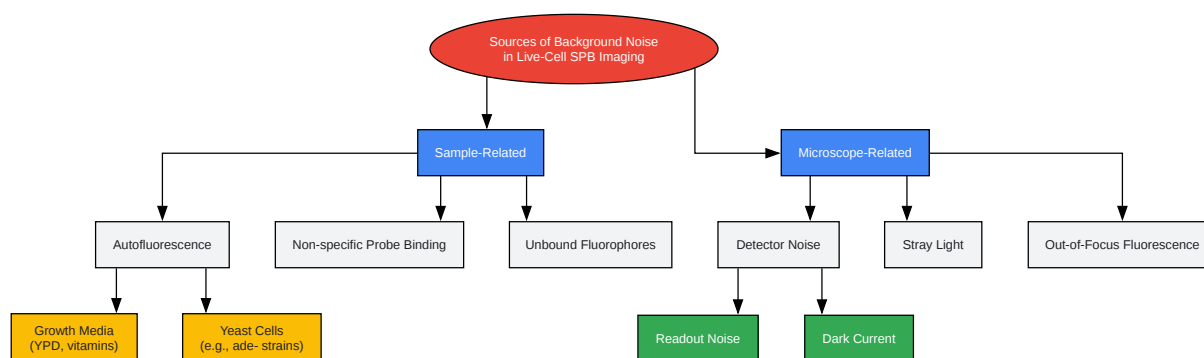 Sources of Background Noise
in Live-Cell SPB Imaging
Sample-Related
Microscope-Related
Autofluorescence
Non-specific Probe Binding
Unbound Fluorophores
Detector Noise
Stray Light
Out-of-Focus Fluorescence
Growth Media
(YPD, vitamins)
Yeast Cells
(e.g., ade- strains)
Readout Noise
Dark Current